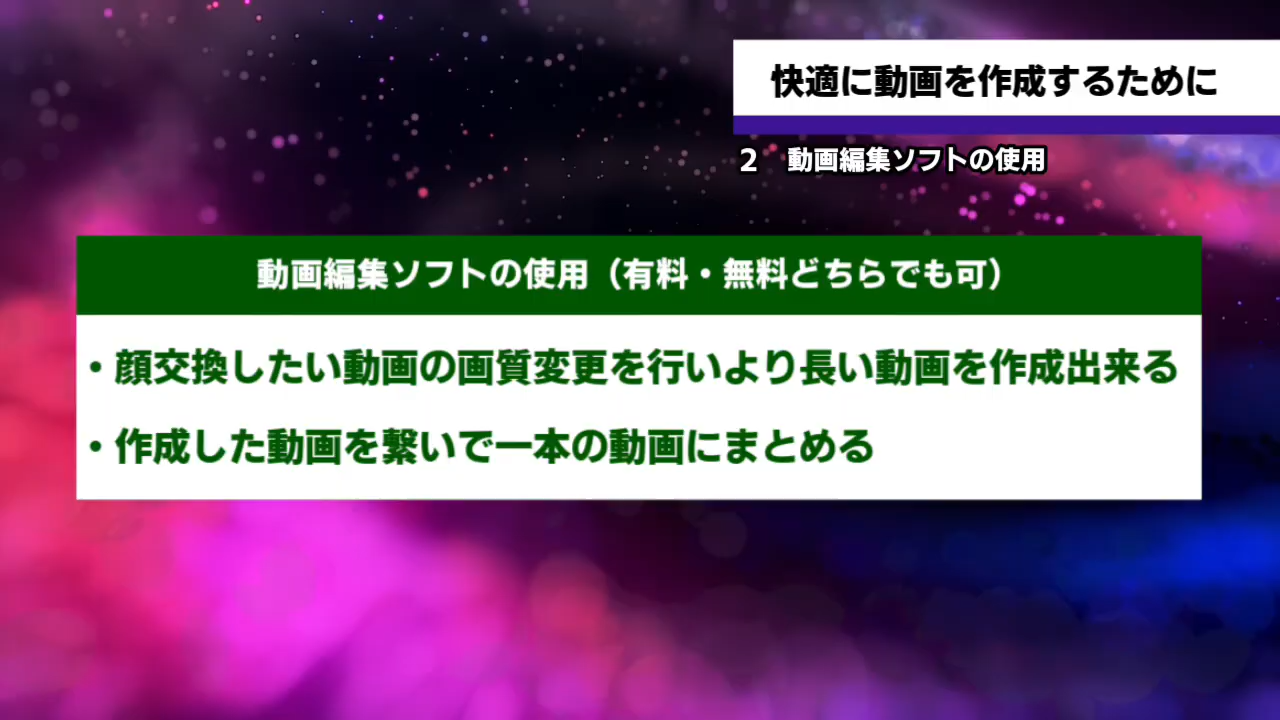 快適に動画を作成するために
2　動画編集ソフトの使用
動画編集ソフトの使用（有料・無料どちらでも可）
・顔交換したい動画の画質変更を行いより長い動画を作成出来る
・作成した動画を繋いで一本の動画にまとめる